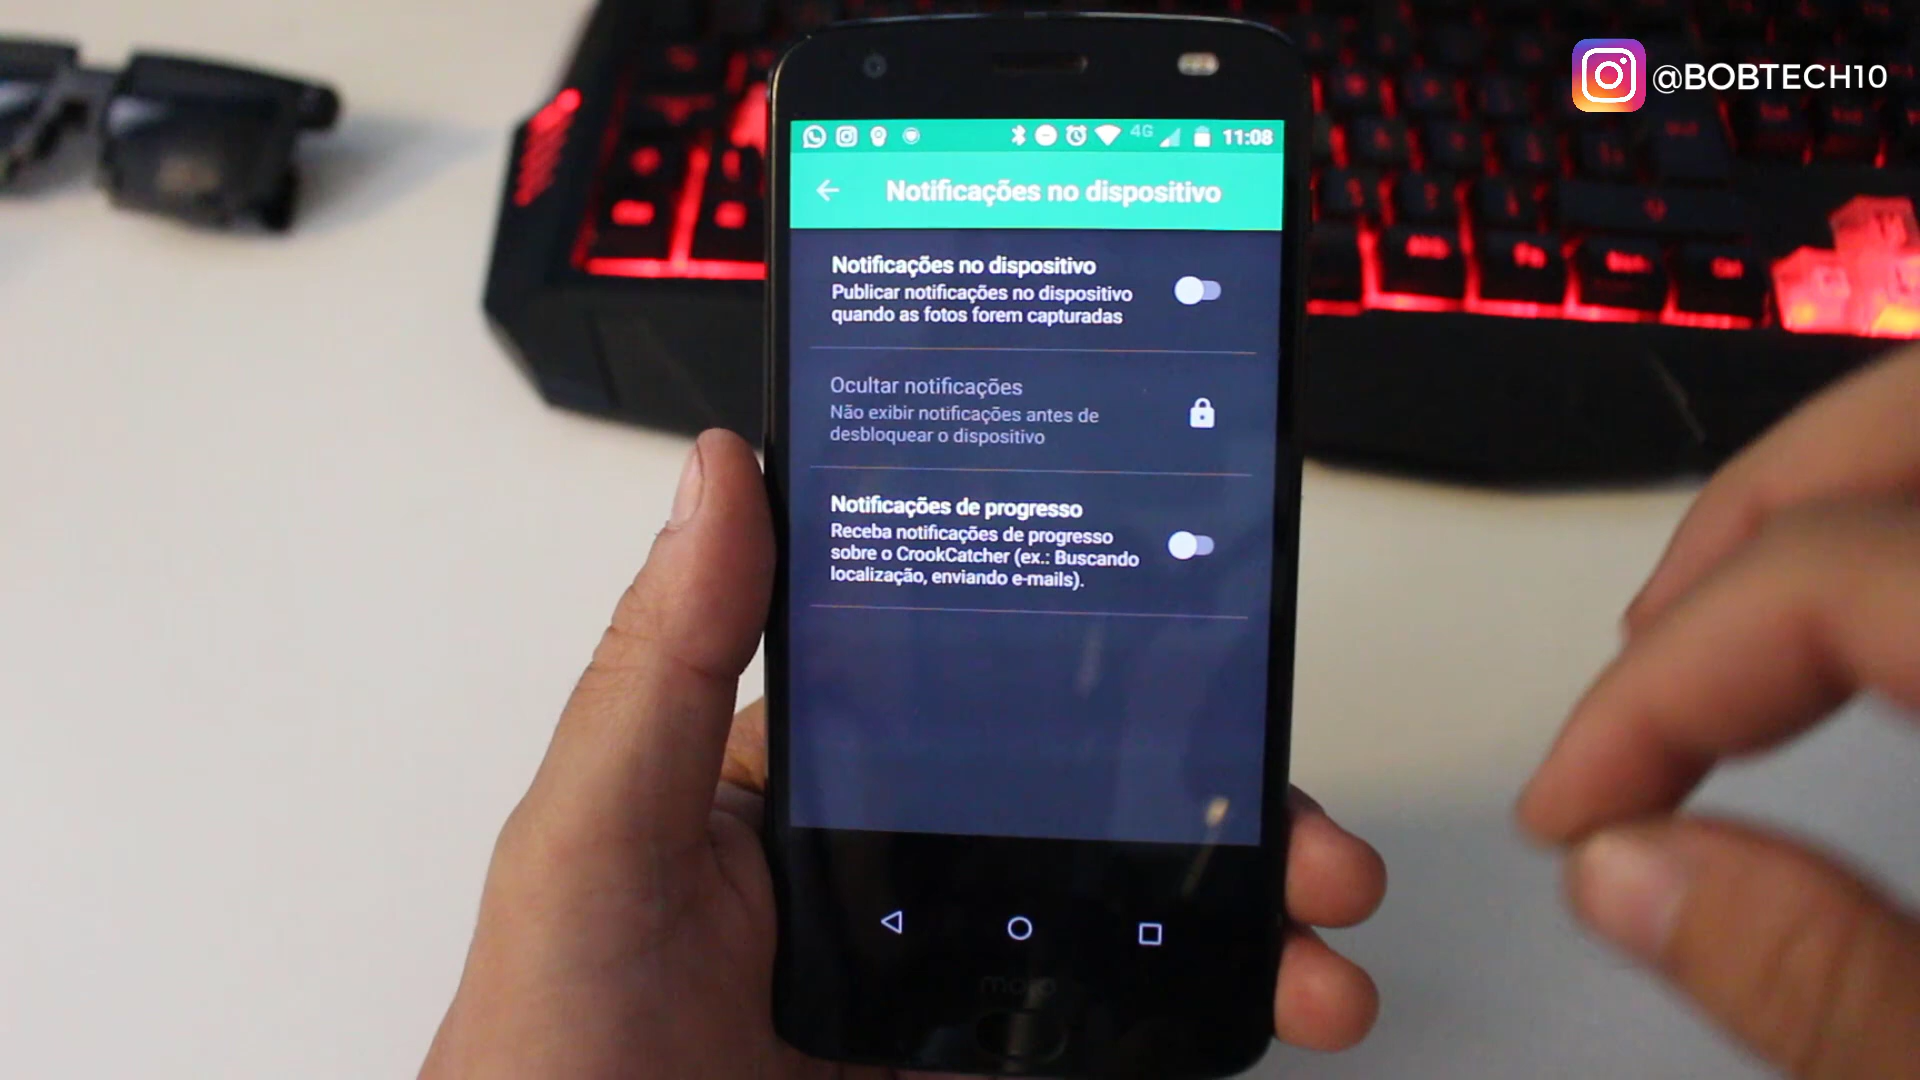 @BOBTECH10
4G 11:08
Notificações no dispositivo
Notificações no dispositivo
Publicar notificações no dispositivo
quando as fotos forem capturadas
Ocultar notificações
Não exibir notificações antes de
desbloquear o dispositivo
Notificações de progresso
Receba notificações de progresso
sobre o CrookCatcher (ex.: Buscando
localização, enviando e-mails).
moto